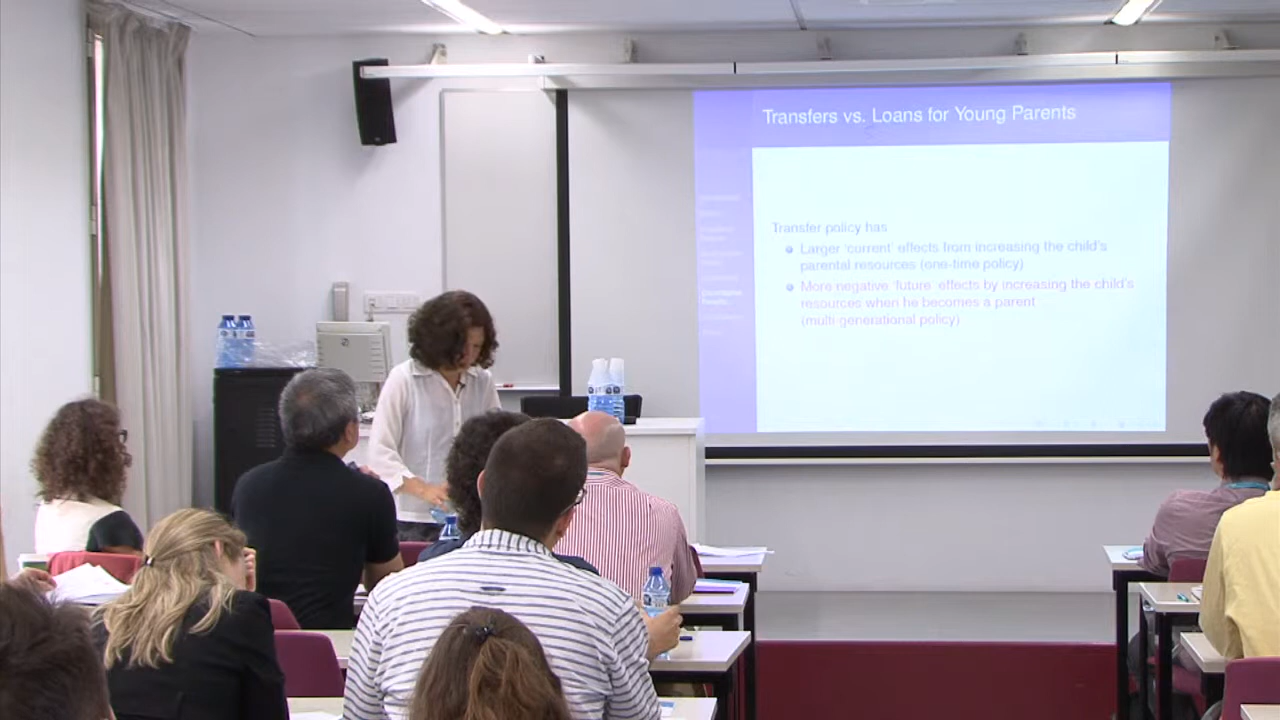 Transfers vs. Loans for Young Parents
Transfer policy has
Larger 'current' effects from increasing the child's
parental resources (one-time policy)
More negative 'future' effects by increasing the child's
resources when he becomes a parent
(multi-generational policy)